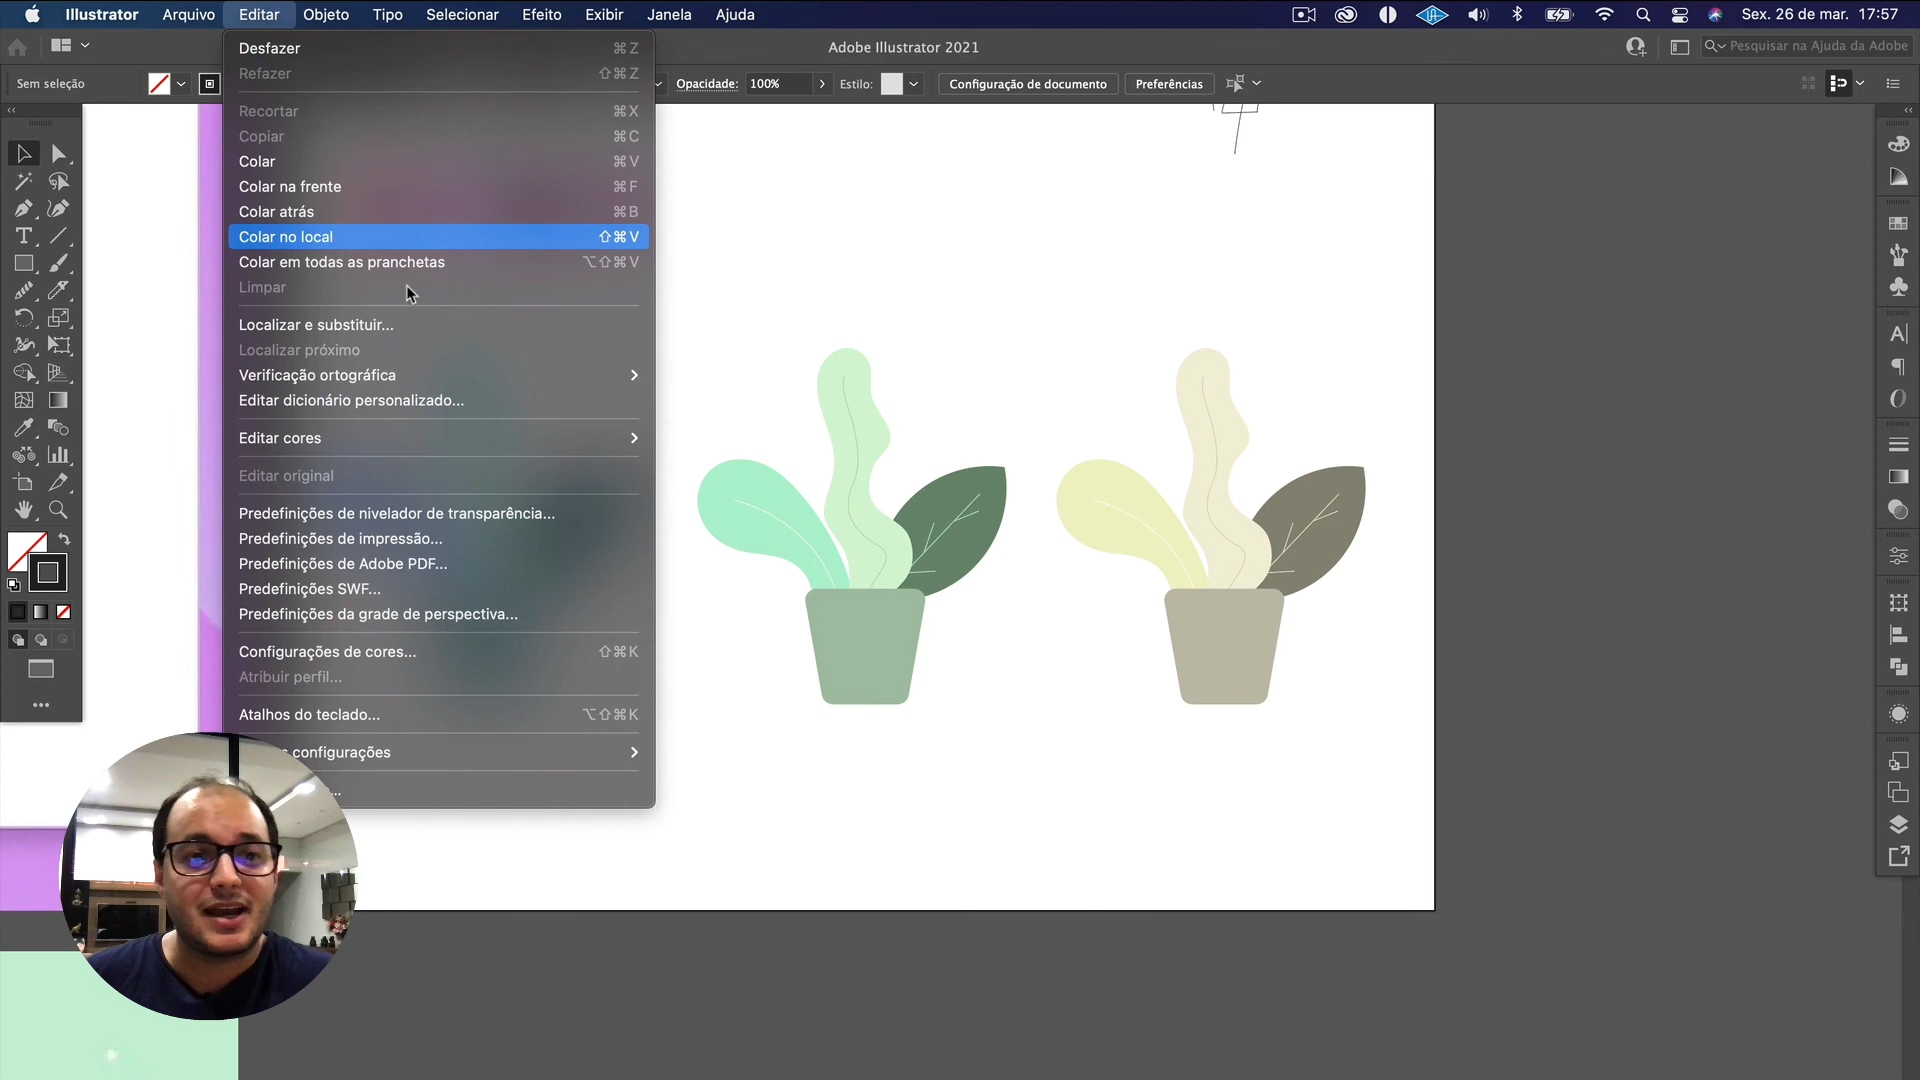 Illustrator Arquivo Editar Objeto Tipo Selecionar Efeito Exibir Janela Ajuda Sex. 26 de mar. 17:57
Adobe Illustrator 2021 Pesquisar na Ajuda da Adobe
Sem seleção Opacidade: 100% Estilo: Configuração de documento Preferências
Desfazer ⌘Z
Refazer ⇧⌘Z
Recortar ⌘X
Copiar ⌘C
Colar ⌘V
Colar na frente ⌘F
Colar atrás ⌘B
Colar no local ⇧⌘V
Colar em todas as pranchetas ⌥⇧⌘V
Limpar
Localizar e substituir...
Localizar próximo
Verificação ortográfica
Editar dicionário personalizado...
Editar cores
Editar original
Predefinições de nivelador de transparência...
Predefinições de impressão...
Predefinições de Adobe PDF...
Predefinições SWF...
Predefinições da grade de perspectiva...
Configurações de cores... ⇧⌘K
Atribuir perfil...
Atalhos do teclado... ⌥⇧⌘K
configurações